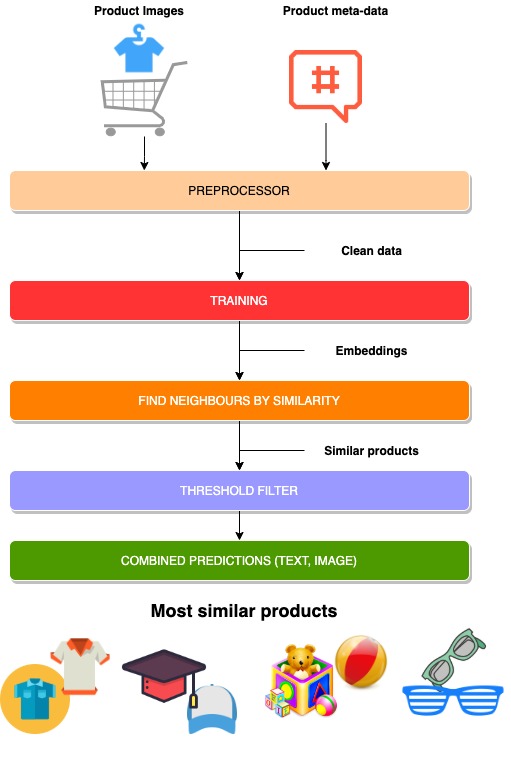 Product Images
Product meta-data
#
PREPROCESSOR
Clean data
TRAINING
Embeddings
FIND NEIGHBOURS BY SIMILARITY
Similar products
THRESHOLD FILTER
COMBINED PREDICTIONS (TEXT, IMAGE)
Most similar products